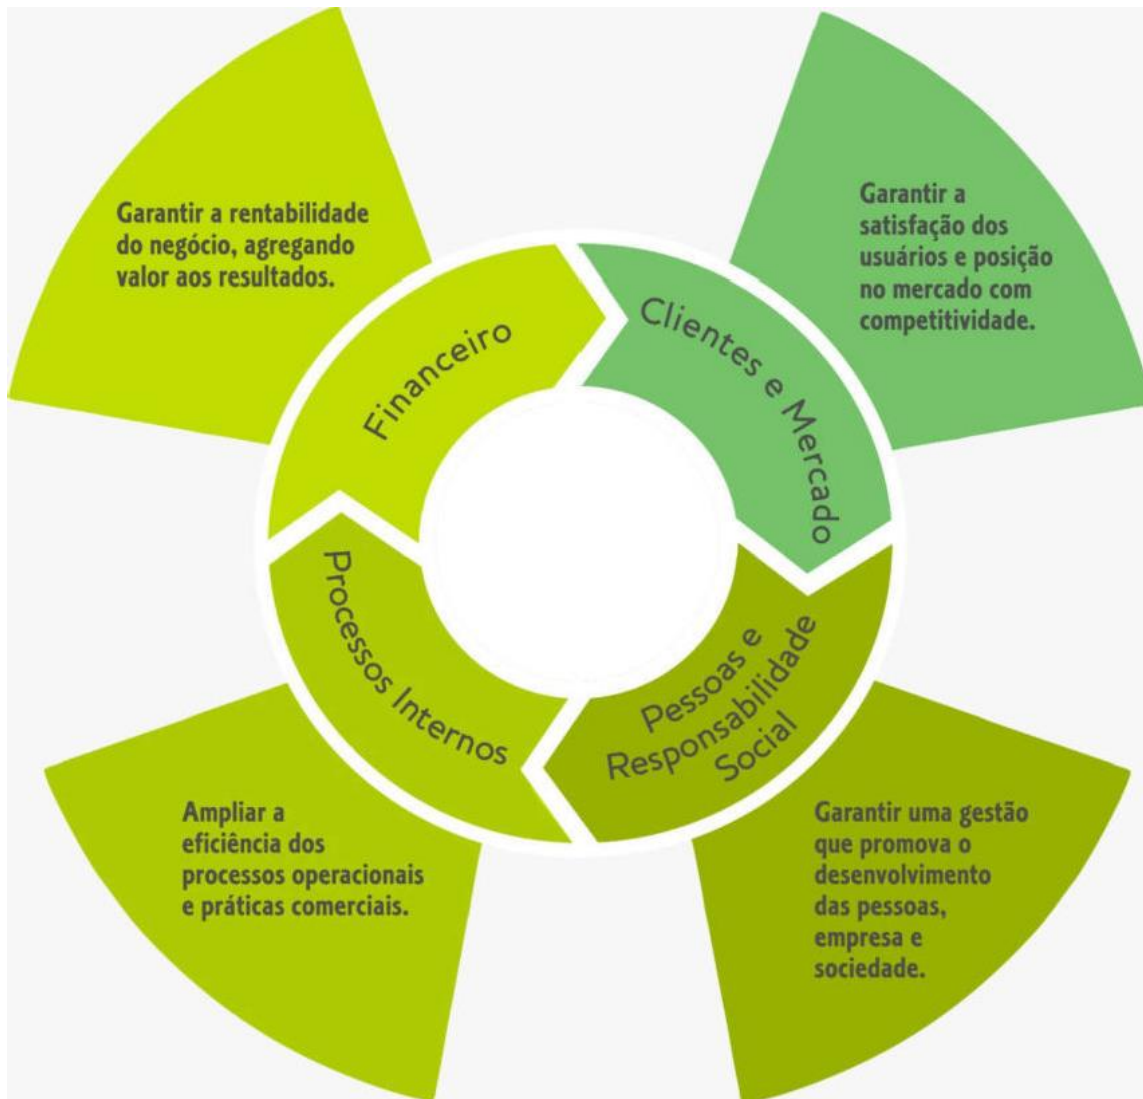 Garantir a rentabilidade
do negócio, agregando
valor aos resultados.
Garantir a
satisfação dos
usuários e posição
no mercado com
competitividade.
Financeiro
Clientes e Mercado
Processos Internos
Pessoas e
Responsabilidade
Social
Ampliar a
eficiência dos
processos operacionais
e práticas comerciais.
Garantir uma gestão
que promova o
desenvolvimento
das pessoas,
empresa e
sociedade.